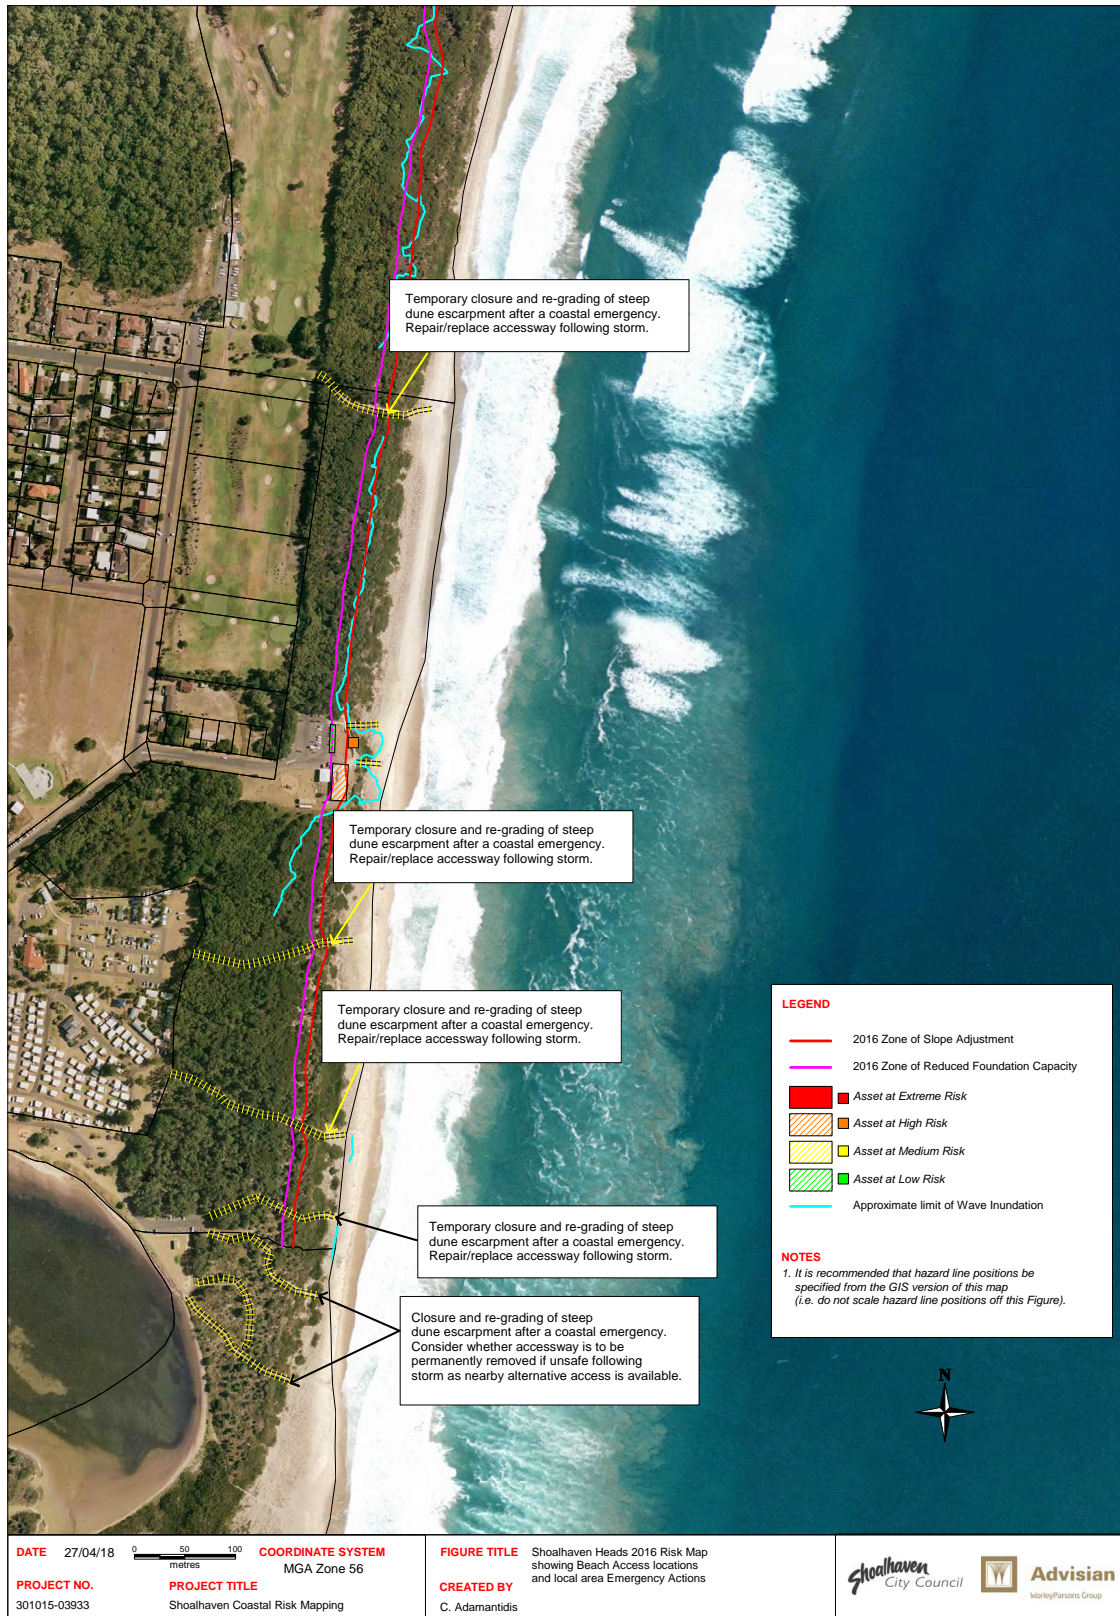 Temporary closure and re-grading of steep
dune escarpment after a coastal emergency.
Repair/replace accessway following storm.
Temporary closure and re-grading of steep
dune escarpment after a coastal emergency.
Repair/replace accessway following storm.
Temporary closure and re-grading of steep
dune escarpment after a coastal emergency.
Repair/replace accessway following storm.
Temporary closure and re-grading of steep
dune escarpment after a coastal emergency.
Repair/replace accessway following storm.
Closure and re-grading of steep
dune escarpment after a coastal emergency.
Consider whether accessway is to be
permanently removed if unsafe following
storm as nearby alternative access is available.
LEGEND
2016 Zone of Slope Adjustment
2016 Zone of Reduced Foundation Capacity
Asset at Extreme Risk
Asset at High Risk
Asset at Medium Risk
Asset at Low Risk
Approximate limit of Wave Inundation
NOTES
1. It is recommended that hazard line positions be
specified from the GIS version of this map
(i.e. do not scale hazard line positions off this Figure).
N
DATE 27/04/18
0 50 100
metres
COORDINATE SYSTEM
MGA Zone 56
PROJECT NO.
301015-03933
PROJECT TITLE
Shoalhaven Coastal Risk Mapping
FIGURE TITLE Shoalhaven Heads 2016 Risk Map
showing Beach Access locations
and local area Emergency Actions
CREATED BY
C. Adamantidis
Shoalhaven
City Council
Advisian
WorleyParsons Group